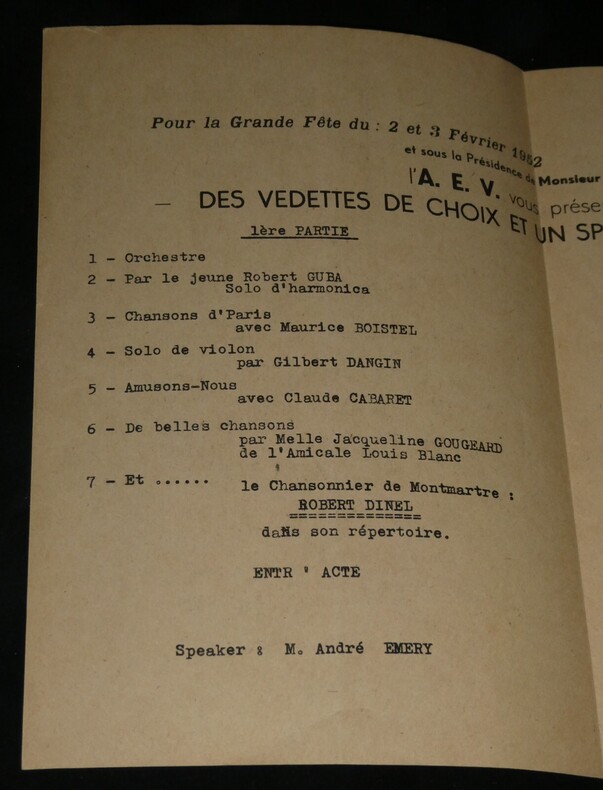 Pour la Grande Fête du : 2 et 3 Février 1952
et sous la Présidence de Monsieur
l'A. E. V. vous prése
— DES VEDETTES DE CHOIX ET UN SP
1ère PARTIE
1 - Orchestre
2 - Par le jeune Robert GUBA
Solo d'harmonica
3 - Chansons d'Paris
avec Maurice BOISTEL
4 - Solo de violon
par Gilbert DANGIN
5 - Amusons-Nous
avec Claude CABARET
6 - De belles chansons
par Melle Jacqueline GOUGEARD
de l'Amicale Louis Blanc
7 - Et ...... le Chansonnier de Montmartre :
ROBERT DINEL
==============
dans son répertoire.
ENTR ' ACTE
Speaker : M. André EMERY